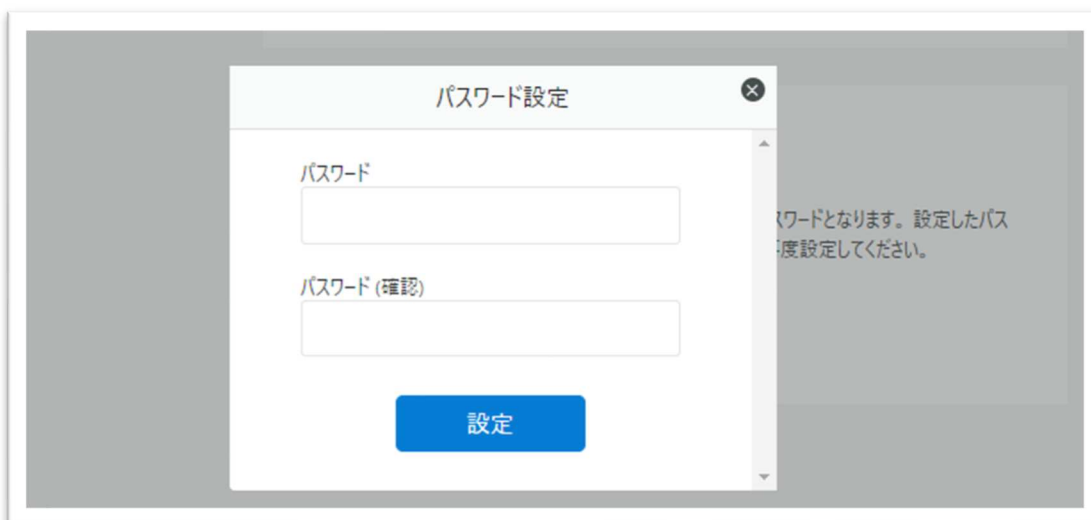 パスワード設定
パスワード
スワードとなります。設定したパス
度設定してください。
パスワード (確認)
設定